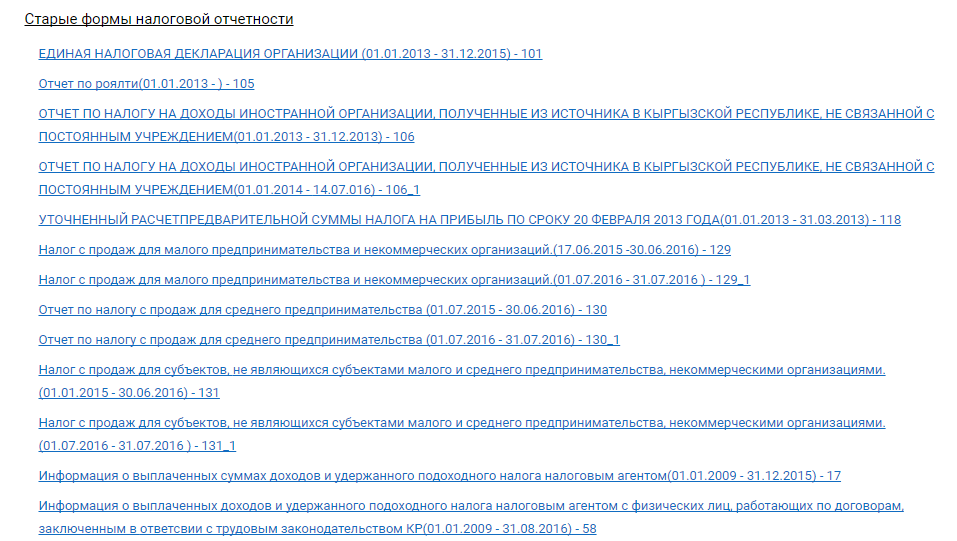 Старые формы налоговой отчетности
ЕДИНАЯ НАЛОГОВАЯ ДЕКЛАРАЦИЯ ОРГАНИЗАЦИИ (01.01.2013 - 31.12.2015) - 101
Отчет по роялти(01.01.2013 - ) - 105
ОТЧЕТ ПО НАЛОГУ НА ДОХОДЫ ИНОСТРАННОЙ ОРГАНИЗАЦИИ, ПОЛУЧЕННЫЕ ИЗ ИСТОЧНИКА В КЫРГЫЗСКОЙ РЕСПУБЛИКЕ, НЕ СВЯЗАННОЙ С
ПОСТОЯННЫМ УЧРЕЖДЕНИЕМ(01.01.2013 - 31.12.2013) - 106
ОТЧЕТ ПО НАЛОГУ НА ДОХОДЫ ИНОСТРАННОЙ ОРГАНИЗАЦИИ, ПОЛУЧЕННЫЕ ИЗ ИСТОЧНИКА В КЫРГЫЗСКОЙ РЕСПУБЛИКЕ, НЕ СВЯЗАННОЙ С
ПОСТОЯННЫМ УЧРЕЖДЕНИЕМ(01.01.2014 - 14.07.016) - 106_1
УТОЧНЕННЫЙ РАСЧЕТПРЕДВАРИТЕЛЬНОЙ СУММЫ НАЛОГА НА ПРИБЫЛЬ ПО СРОКУ 20 ФЕВРАЛЯ 2013 ГОДА(01.01.2013 - 31.03.2013) - 118
Налог с продаж для малого предпринимательства и некоммерческих организаций.(17.06.2015 -30.06.2016) - 129
Налог с продаж для малого предпринимательства и некоммерческих организаций.(01.07.2016 - 31.07.2016 ) - 129_1
Отчет по налогу с продаж для среднего предпринимательства (01.07.2015 - 30.06.2016) - 130
Отчет по налогу с продаж для среднего предпринимательства (01.07.2016 - 31.07.2016) - 130_1
Налог с продаж для субъектов, не являющихся субъектами малого и среднего предпринимательства, некоммерческими организациями.
(01.01.2015 - 30.06.2016) - 131
Налог с продаж для субъектов, не являющихся субъектами малого и среднего предпринимательства, некоммерческими организациями.
(01.07.2016 - 31.07.2016 ) - 131_1
Информация о выплаченных суммах доходов и удержанного подоходного налога налоговым агентом(01.01.2009 - 31.12.2015) - 17
Информация о выплаченных доходов и удержанного подоходного налога налоговым агентом с физических лиц, работающих по договорам,
заключенным в ответсвии с трудовым законодательством КР(01.01.2009 - 31.08.2016) - 58